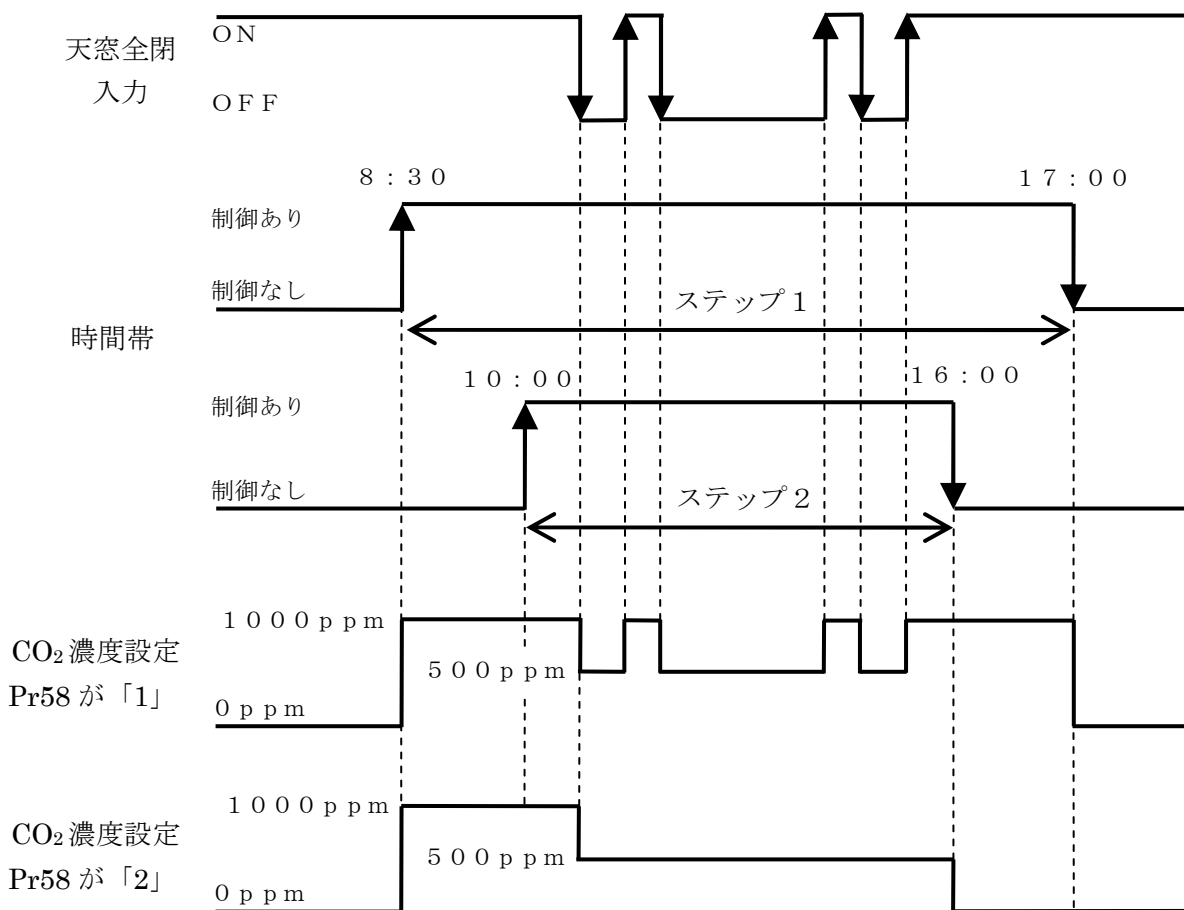 天窓全閉
入力
ＯＮ
ＯＦＦ
８：３０
１７：００
制御あり
制御なし
ステップ１
時間帯
１０：００
１６：００
制御あり
制御なし
ステップ２
CO₂濃度設定
Pr58が「1」
１０００ｐｐｍ
５００ｐｐｍ
０ｐｐｍ
CO₂濃度設定
Pr58が「2」
１０００ｐｐｍ
５００ｐｐｍ
０ｐｐｍ